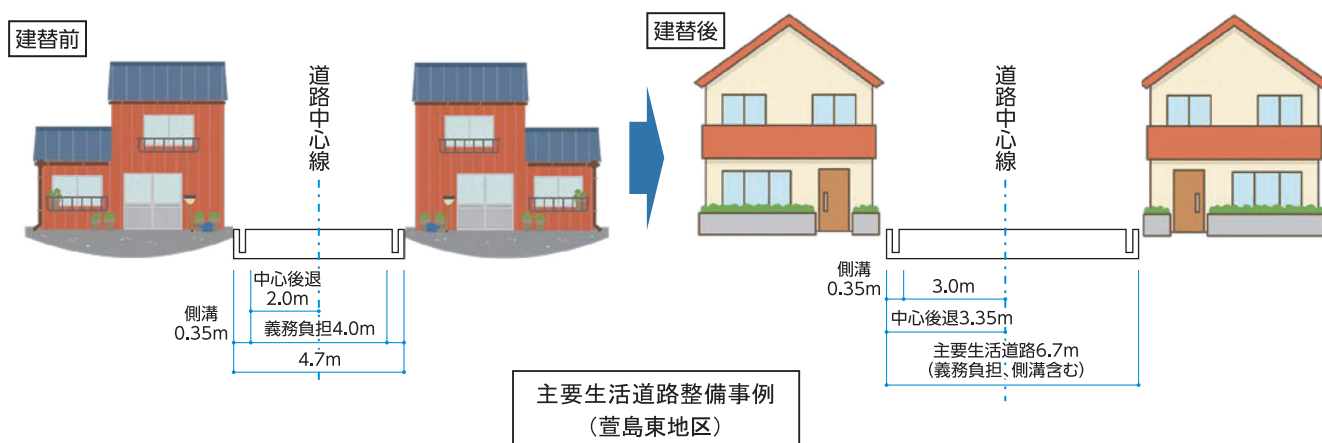 建替前
道路中心線
中心後退
2.0m
側溝
0.35m
義務負担4.0m
4.7m
建替後
道路中心線
側溝
0.35m
3.0m
中心後退3.35m
主要生活道路6.7m
(義務負担、側溝含む)
主要生活道路整備事例
(萱島東地区)